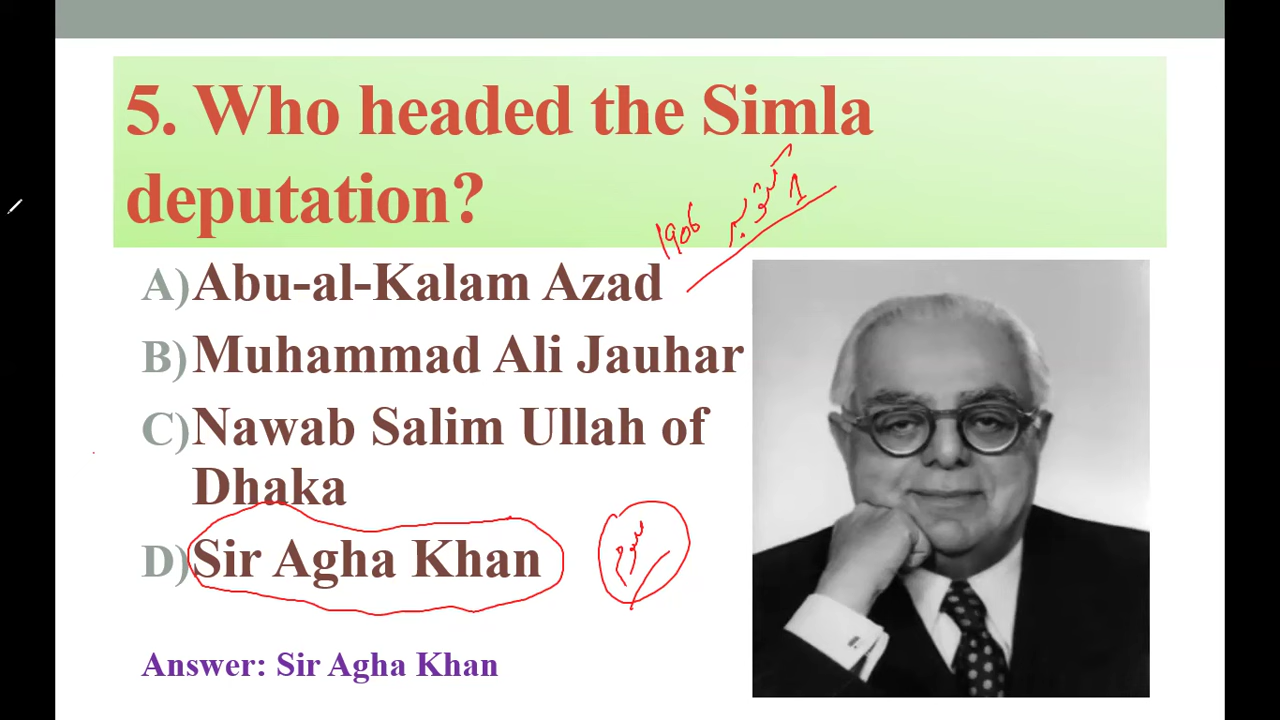 5. Who headed the Simla
deputation?
1 اکتوبر 1906
A) Abu-al-Kalam Azad
B) Muhammad Ali Jauhar
C) Nawab Salim Ullah of
Dhaka
D) Sir Agha Khan
سوم
Answer: Sir Agha Khan